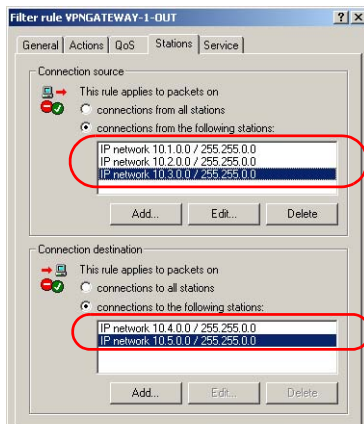 Filter rule VPNGATEWAY-1-OUT
General Actions QoS Stations Service
Connection source
This rule applies to packets on
connections from all stations
connections from the following stations:
IP network 10.1.0.0 / 255.255.0.0
IP network 10.2.0.0 / 255.255.0.0
IP network 10.3.0.0 / 255.255.0.0
Add... Edit... Delete
Connection destination
This rule applies to packets on
connections to all stations
connections to the following stations:
IP network 10.4.0.0 / 255.255.0.0
IP network 10.5.0.0 / 255.255.0.0
Add... Edit... Delete